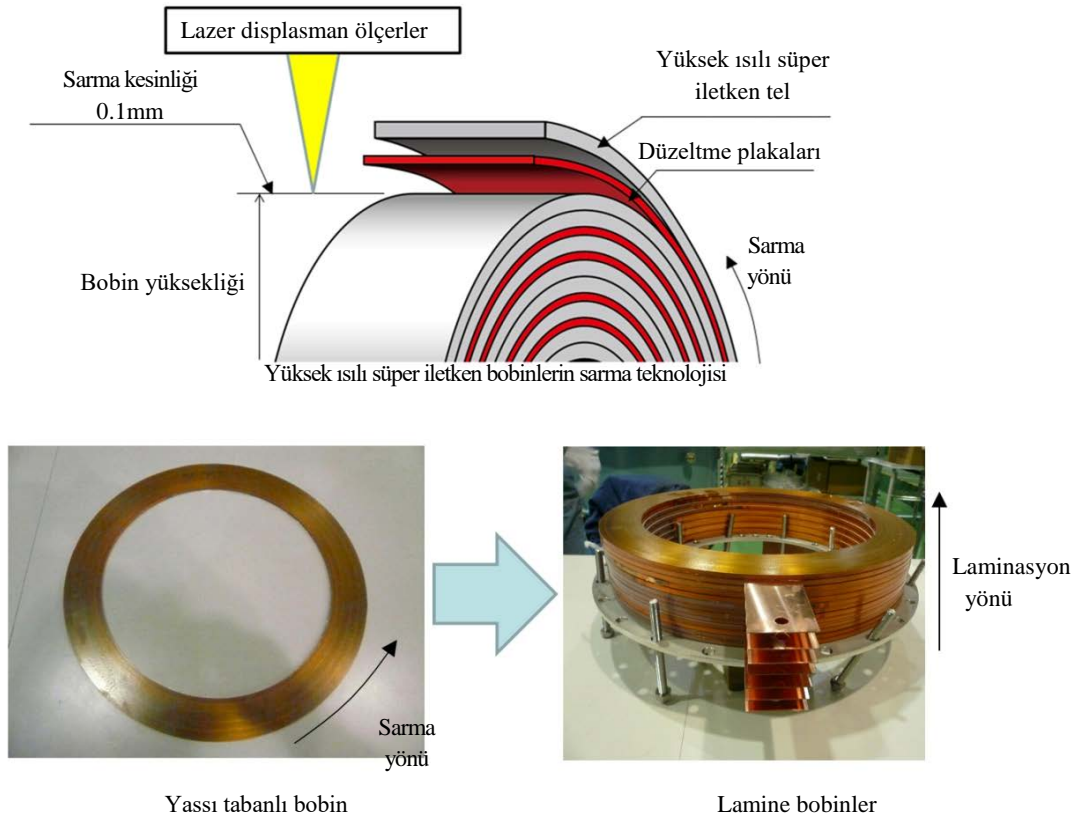 Lazer displasman ölçerler
Sarma kesinliği
0.1mm
Yüksek ısılı süper
iletken tel
Düzeltme plakaları
Sarma
yönü
Bobin yüksekliği
Yüksek ısılı süper iletken bobinlerin sarma teknolojisi
Laminasyon
yönü
Sarma
yönü
Yassı tabanlı bobin
Lamine bobinler